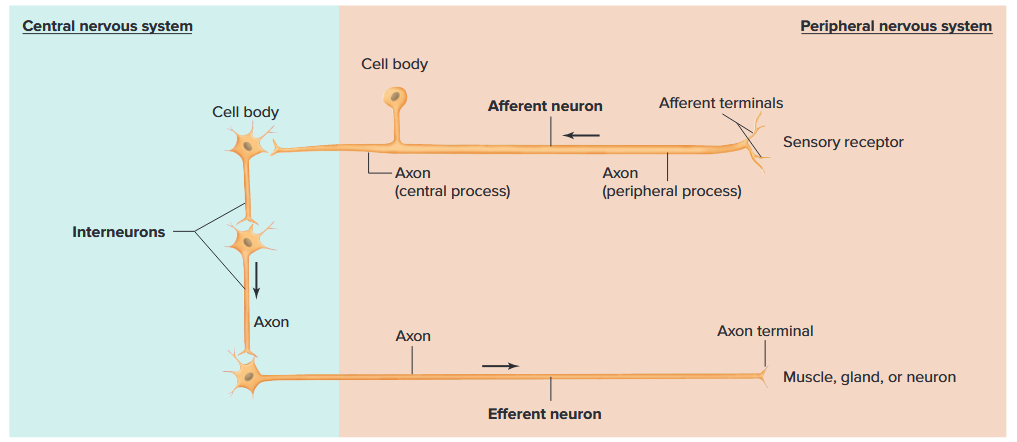 Central nervous system
Peripheral nervous system
Cell body
Cell body
Afferent neuron
Afferent terminals
Sensory receptor
Axon
(central process)
Axon
(peripheral process)
Interneurons
Axon
Axon
Axon terminal
Muscle, gland, or neuron
Efferent neuron